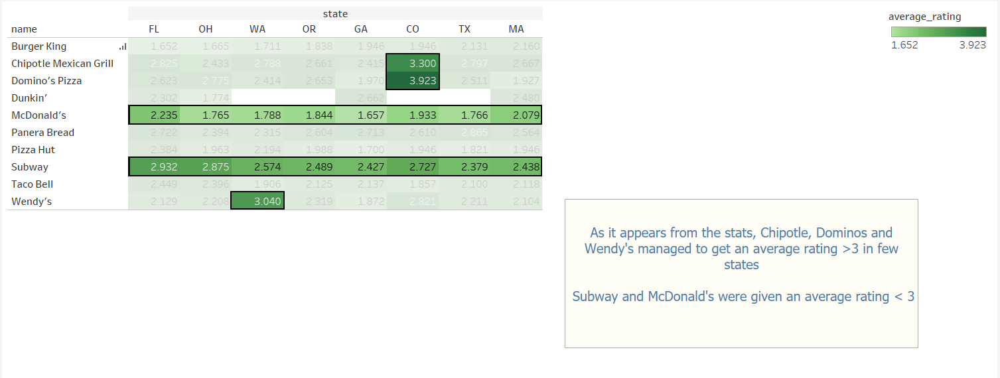 state
name FL OH WA OR GA CO TX MA
Burger King 1.652 1.665 1.711 1.838 1.946 1.946 2.131 2.160
Chipotle Mexican Grill 2.825 2.433 2.788 2.661 2.415 3.300 2.797 2.667
Domino's Pizza 2.623 2.775 2.414 2.653 1.970 3.923 2.511 1.927
Dunkin' 2.302 1.774 2.662 2.480
McDonald's 2.235 1.765 1.788 1.844 1.657 1.933 1.766 2.079
Panera Bread 2.722 2.394 2.315 2.604 2.713 2.610 2.865 2.564
Pizza Hut 2.384 1.963 2.194 1.988 1.700 1.946 1.821 1.946
Subway 2.932 2.875 2.574 2.489 2.427 2.727 2.379 2.438
Taco Bell 2.449 2.396 1.906 2.125 2.137 1.857 2.100 2.118
Wendy's 2.129 2.208 3.040 2.319 1.872 2.821 2.211 2.104
average_rating
1.652 3.923
As it appears from the stats, Chipotle, Dominos and
Wendy's managed to get an average rating >3 in few
states
Subway and McDonald's were given an average rating < 3